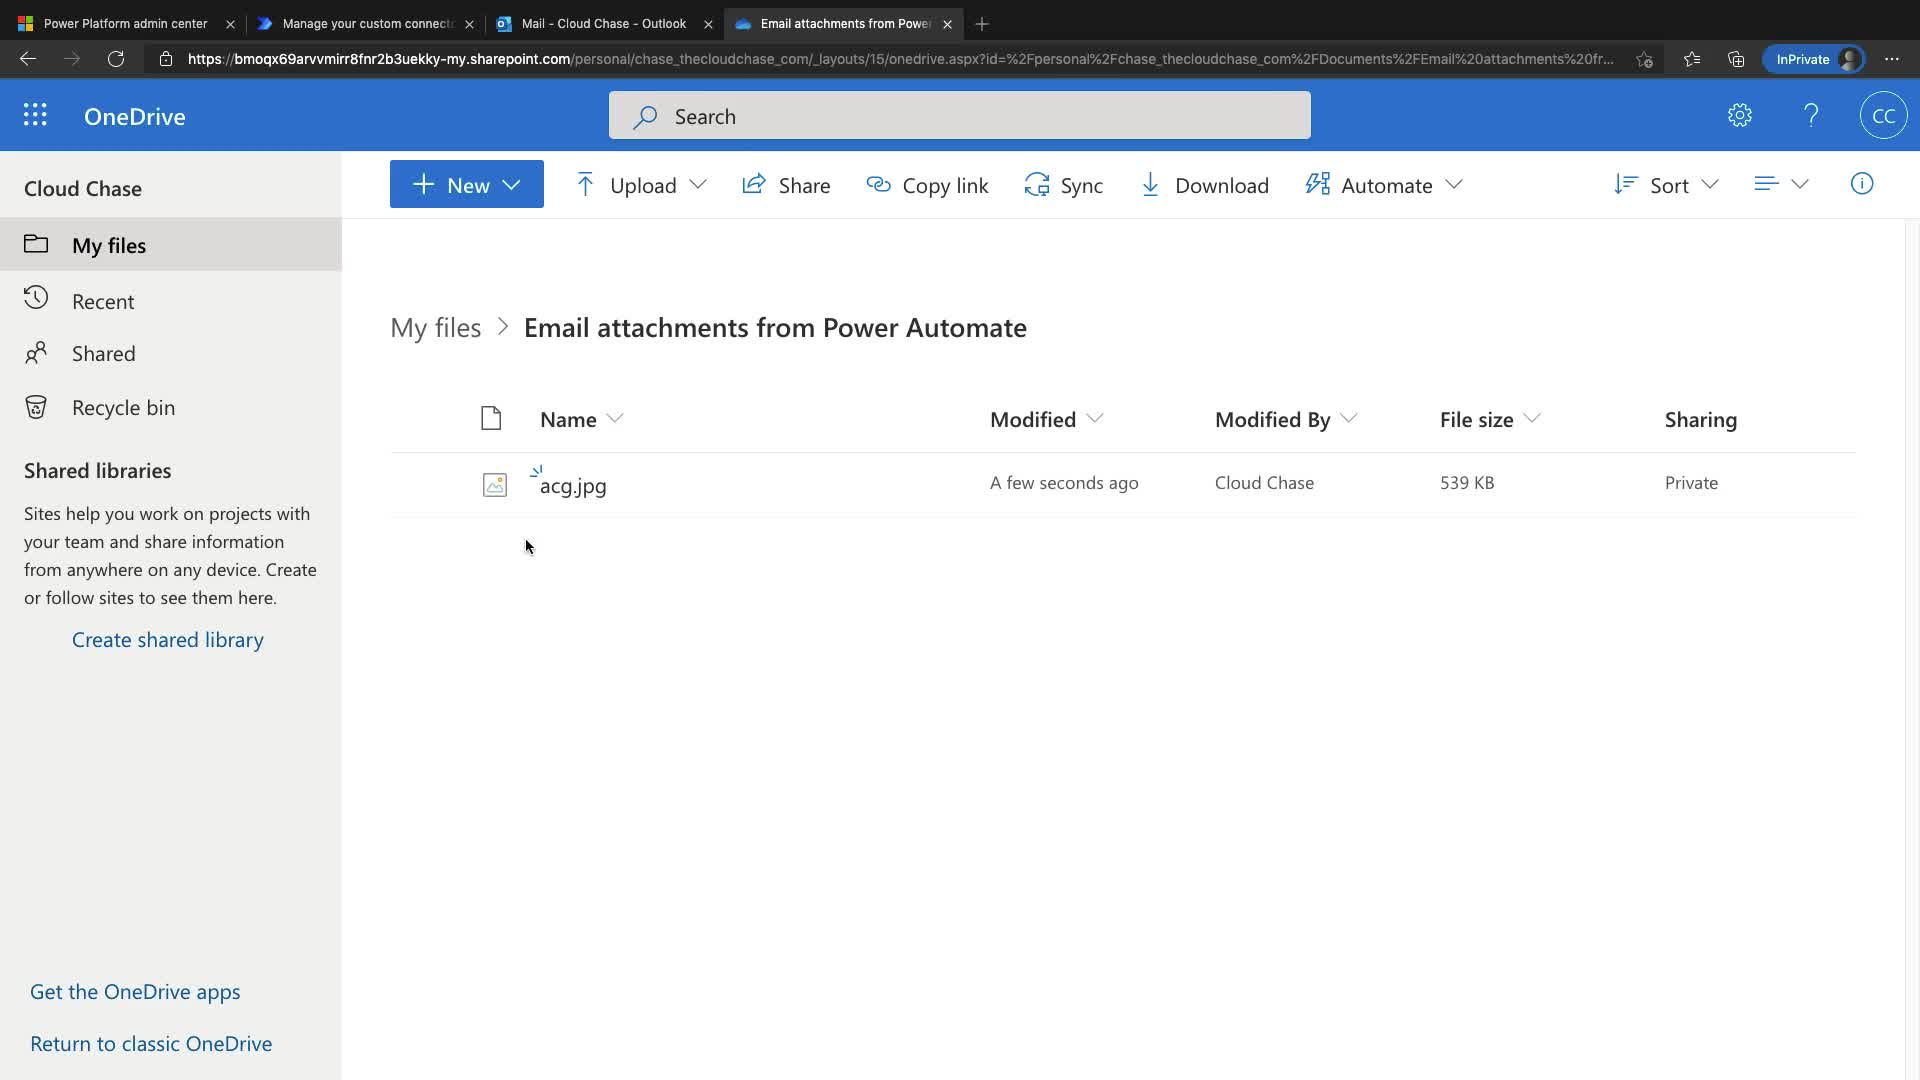 Power Platform admin center
Manage your custom connect
Mail - Cloud Chase - Outlook
Email attachments from Powe
https://bmoqx69arvvmirr8fnr2b3uekky-my.sharepoint.com/personal/chase_thecloudchase_com/_layouts/15/onedrive.aspx?id=%2Fpersonal%2Fchase_thecloudchase_com%2FDocuments%2FEmail%20attachments%20fr...
InPrivate
OneDrive
Search
CC
Cloud Chase
My files
Recent
Shared
Recycle bin
Shared libraries
Sites help you work on projects with
your team and share information
from anywhere on any device. Create
or follow sites to see them here.
Create shared library
Get the OneDrive apps
Return to classic OneDrive
New
Upload
Share
Copy link
Sync
Download
Automate
Sort
My files > Email attachments from Power Automate
Name Modified Modified By File size Sharing
acg.jpg A few seconds ago Cloud Chase 539 KB Private